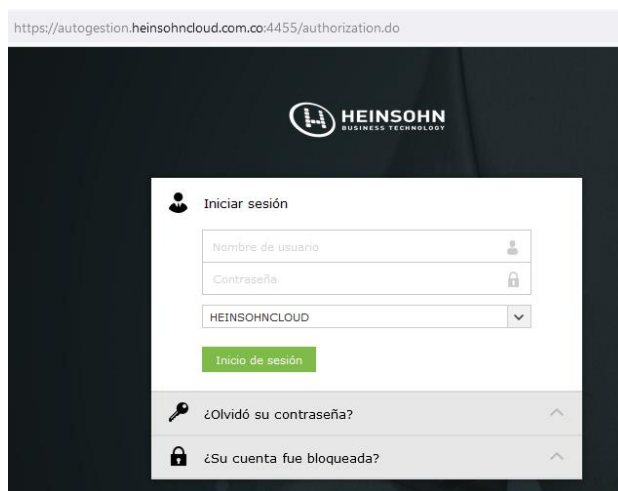 https://autogestion.heinsohncloud.com.co:4455/authorization.do
HEINSOHN
BUSINESS TECHNOLOGY
Iniciar sesión
Nombre de usuario
Contraseña
HEINSOHNCLOUD
Inicio de sesión
¿Olvidó su contraseña?
¿Su cuenta fue bloqueada?